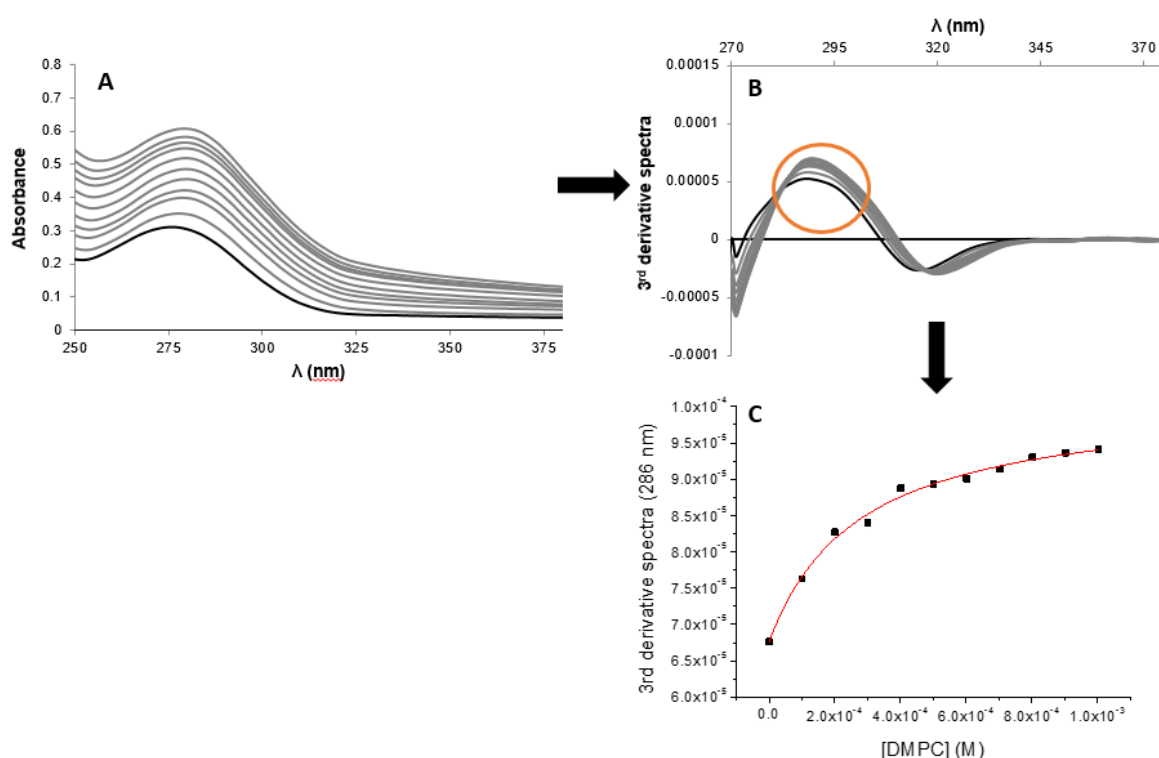 A
Absorbance
0.8
0.7
0.6
0.5
0.4
0.3
0.2
0.1
0
250 275 300 325 350 375
λ (nm)
λ (nm)
270 295 320 345 370
B
3rd derivative spectra
0.00015
0.0001
0.00005
0
-0.00005
-0.0001
C
3rd derivative spectra (286 nm)
1.0x10⁻⁴
9.5x10⁻⁵
9.0x10⁻⁵
8.5x10⁻⁵
8.0x10⁻⁵
7.5x10⁻⁵
7.0x10⁻⁵
6.5x10⁻⁵
6.0x10⁻⁵
0.0 2.0x10⁻⁴ 4.0x10⁻⁴ 6.0x10⁻⁴ 8.0x10⁻⁴ 1.0x10⁻³
[DMPC] (M)